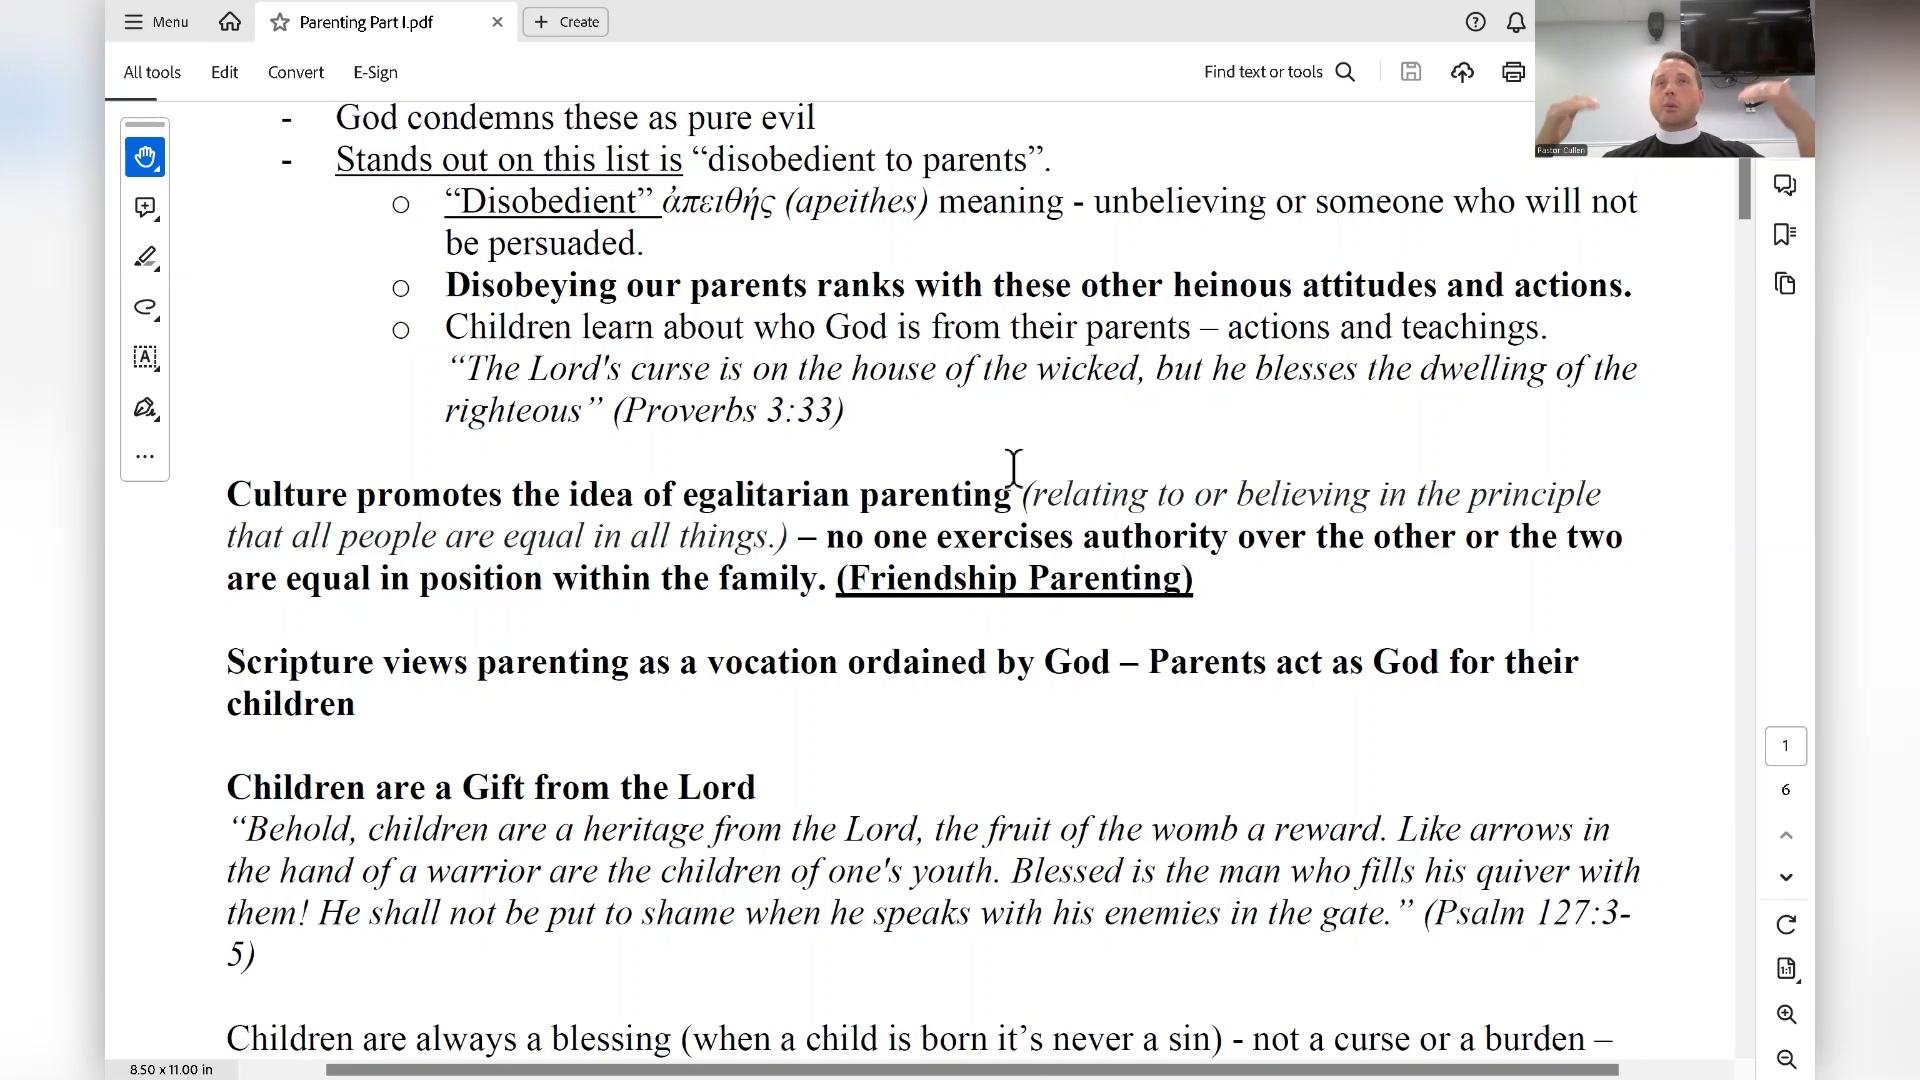 Menu
Parenting Part I.pdf
Create
All tools
Edit
Convert
E-Sign
Find text or tools
Pastor Cullen
- God condemns these as pure evil
- Stands out on this list is “disobedient to parents”.
o “Disobedient” ἀπειθής (apeithes) meaning - unbelieving or someone who will not
be persuaded.
o Disobeying our parents ranks with these other heinous attitudes and actions.
o Children learn about who God is from their parents – actions and teachings.
“The Lord's curse is on the house of the wicked, but he blesses the dwelling of the
righteous” (Proverbs 3:33)
Culture promotes the idea of egalitarian parenting (relating to or believing in the principle
that all people are equal in all things.) – no one exercises authority over the other or the two
are equal in position within the family. (Friendship Parenting)
Scripture views parenting as a vocation ordained by God – Parents act as God for their
children
Children are a Gift from the Lord
“Behold, children are a heritage from the Lord, the fruit of the womb a reward. Like arrows in
the hand of a warrior are the children of one's youth. Blessed is the man who fills his quiver with
them! He shall not be put to shame when he speaks with his enemies in the gate.” (Psalm 127:3-
5)
Children are always a blessing (when a child is born it’s never a sin) - not a curse or a burden –
1
6
8.50 x 11.00 in